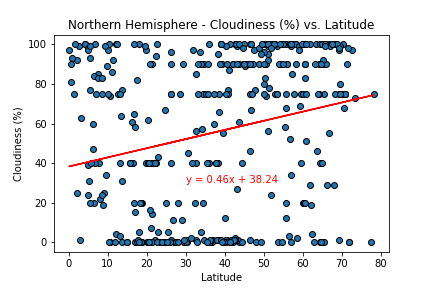 Northern Hemisphere - Cloudiness (%) vs. Latitude
100
80
60
40
20
0
Cloudiness (%)
y = 0.46x + 38.24
0 10 20 30 40 50 60 70 80
Latitude